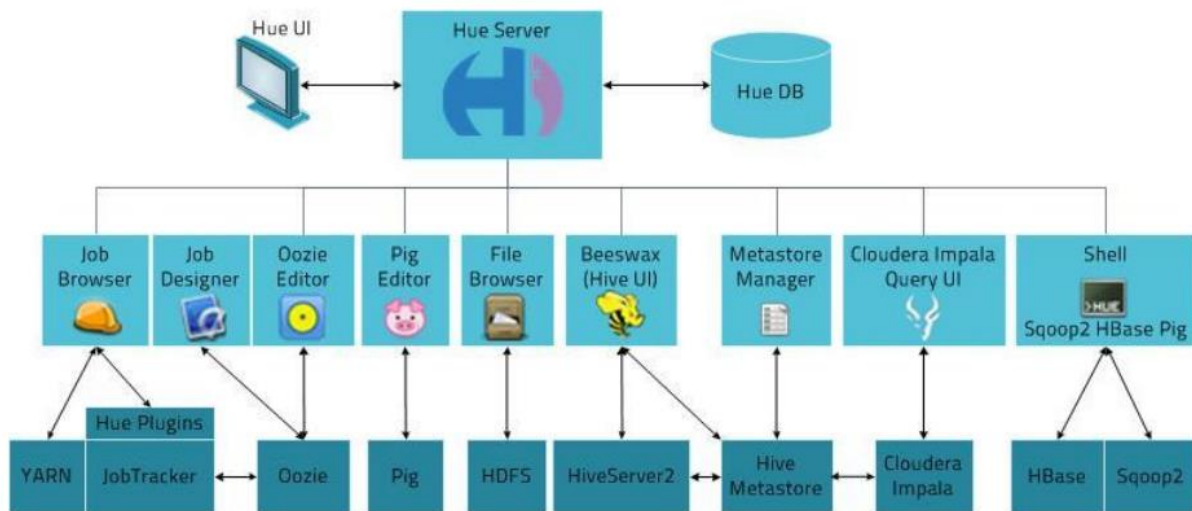 Hue UI
Hue Server
Hue DB
Job
Browser
Job
Designer
Oozie
Editor
Pig
Editor
File
Browser
Beeswax
(Hive UI)
Metastore
Manager
Cloudera Impala
Query UI
Shell
>HUE
Sqoop2 HBase Pig
Hue Plugins
YARN
JobTracker
Oozie
Pig
HDFS
HiveServer2
Hive
Metastore
Cloudera
Impala
HBase
Sqoop2